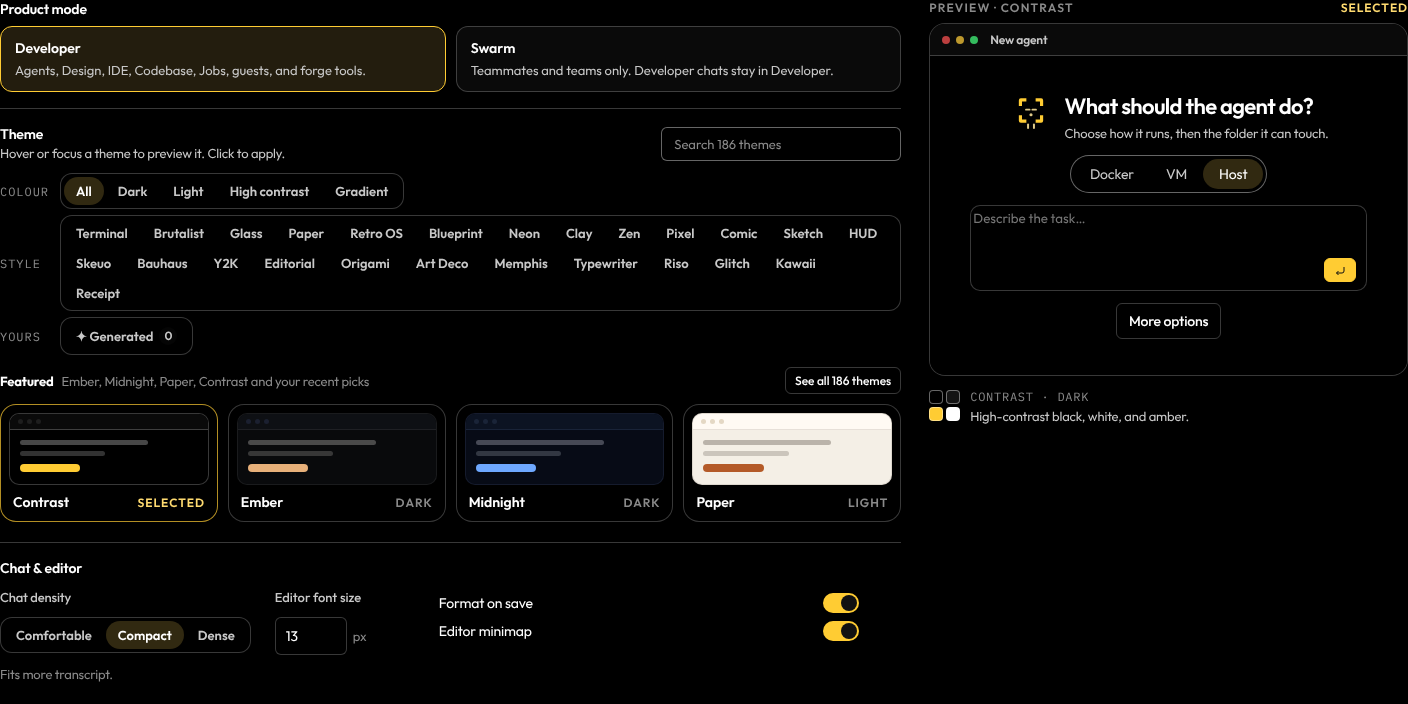 Product mode
Developer
Agents, Design, IDE, Codebase, Jobs, guests, and forge tools.
Swarm
Teammates and teams only. Developer chats stay in Developer.
Theme
Hover or focus a theme to preview it. Click to apply.
Search 186 themes
COLOUR
All Dark Light High contrast Gradient
STYLE
Terminal Brutalist Glass Paper Retro OS Blueprint Neon Clay Zen Pixel Comic Sketch HUD
Skeuo Bauhaus Y2K Editorial Origami Art Deco Memphis Typewriter Riso Glitch Kawaii
Receipt
YOURS
✦ Generated 0
Featured Ember, Midnight, Paper, Contrast and your recent picks
See all 186 themes
Contrast SELECTED
Ember DARK
Midnight DARK
Paper LIGHT
Chat & editor
Chat density
Comfortable Compact Dense
Fits more transcript.
Editor font size
13 px
Format on save
Editor minimap
PREVIEW · CONTRAST SELECTED
New agent
What should the agent do?
Choose how it runs, then the folder it can touch.
Docker VM Host
Describe the task…
More options
CONTRAST · DARK
High-contrast black, white, and amber.